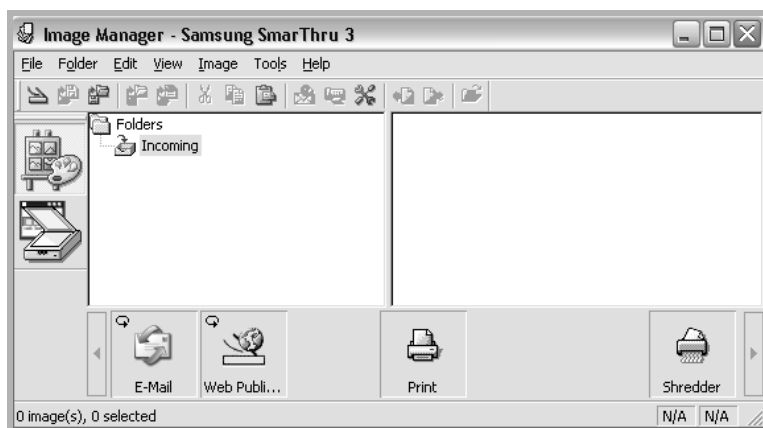 Image Manager - Samsung SmarThru 3
File Folder Edit View Image Tools Help
Folders
Incoming
E-Mail Web Publi... Print Shredder
0 image(s), 0 selected N/A N/A